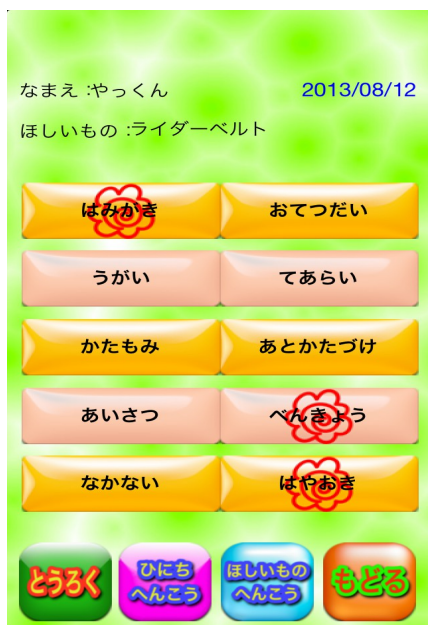 なまえ :やっくん 2013/08/12
ほしいもの :ライダーベルト
はみがき おてつだい
うがい てあらい
かたもみ あとかたづけ
あいさつ べんきょう
なかない はやおき
とうろく ひにち へんこう ほしいもの へんこう もどる